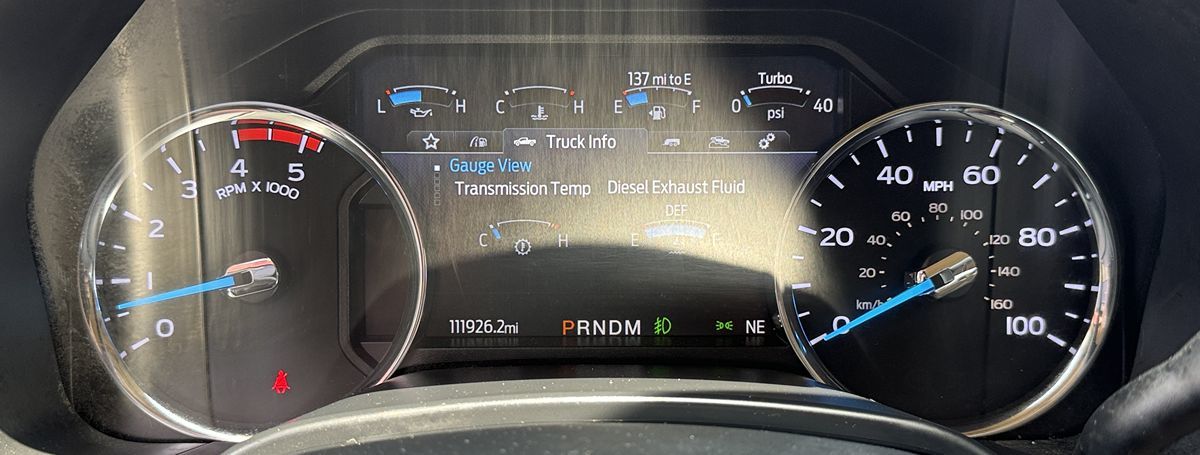 137 mi to E
Turbo
L H C H E F 0 40
psi
Truck Info
Gauge View
Transmission Temp Diesel Exhaust Fluid
DEF
C H E F
111926.2mi PRNDM NE
0 1 2 3 4 5
RPM X 1000
0 20 40 60 80 100
MPH
20 40 60 80 100 120 140 160
km/h